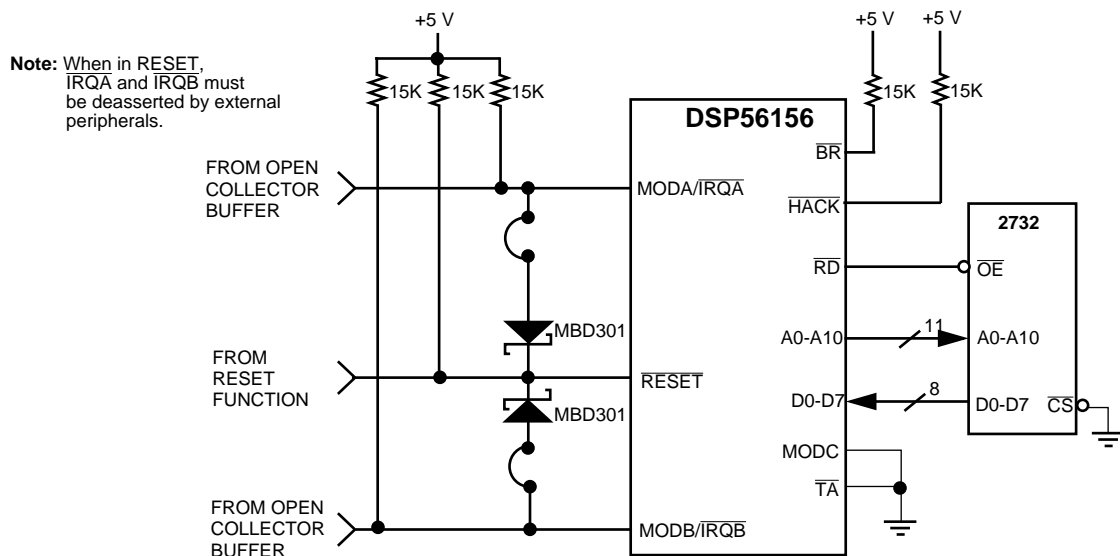 +5 V
+5 V
+5 V
Note: When in RESET,
IRQA and IRQB must
be deasserted by external
peripherals.
15K
15K
15K
15K
15K
DSP56156
BR
FROM OPEN
COLLECTOR
BUFFER
MODA/IRQA
HACK
2732
RD
OE
MBD301
A0-A10
11
A0-A10
FROM
RESET
FUNCTION
RESET
D0-D7
8
D0-D7
CS
MBD301
MODC
TA
FROM OPEN
COLLECTOR
BUFFER
MODB/IRQB